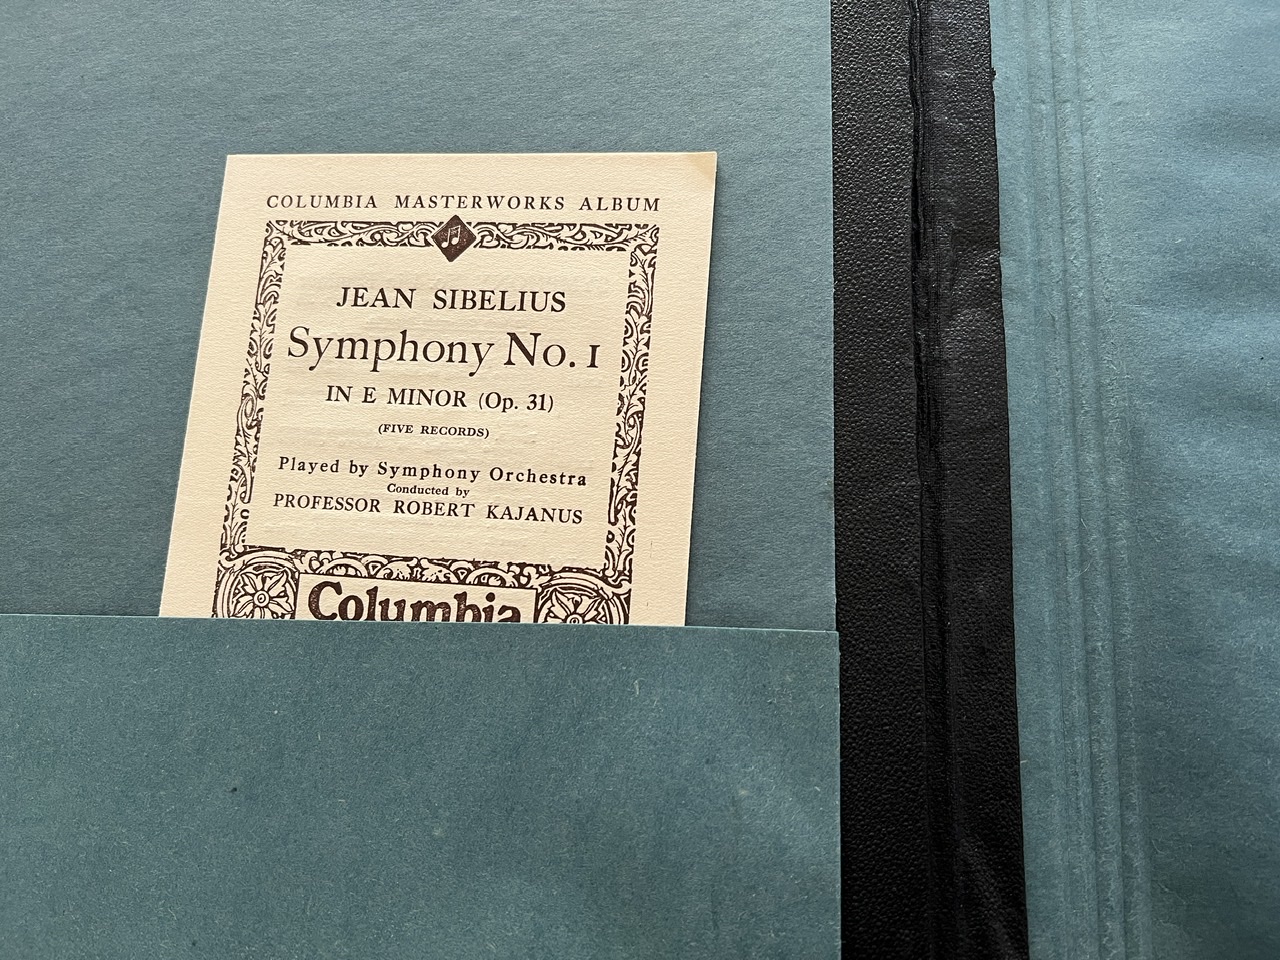 COLUMBIA MASTERWORKS ALBUM
JEAN SIBELIUS
Symphony No. 1
IN E MINOR (Op. 31)
(FIVE RECORDS)
Played by Symphony Orchestra
Conducted by
PROFESSOR ROBERT KAJANUS
Columbia